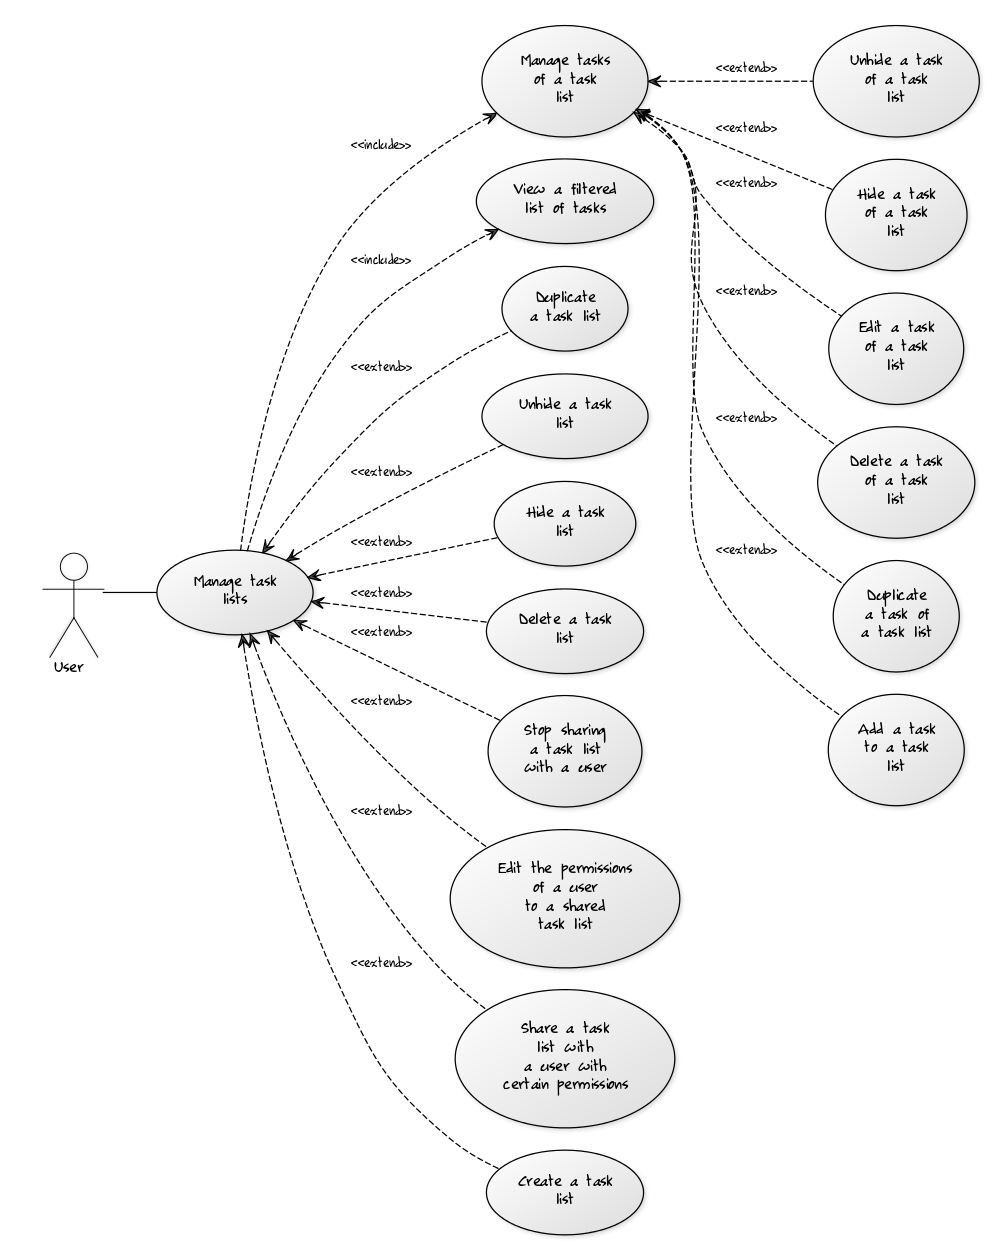 Manage tasks
of a task
list
<<extend>>
Unhide a task
of a task
list
<<include>>
<<extend>>
View a filtered
list of tasks
<<extend>>
Hide a task
of a task
list
<<include>>
Duplicate
a task list
<<extend>>
Edit a task
of a task
list
<<extend>>
Unhide a task
list
<<extend>>
Delete a task
of a task
list
<<extend>>
Hide a task
list
<<extend>>
<<extend>>
Duplicate
a task of
a task list
Manage task
lists
<<extend>>
Delete a task
list
<<extend>>
User
Stop sharing
a task list
with a user
Add a task
to a task
list
<<extend>>
<<extend>>
Edit the permissions
of a user
to a shared
task list
<<extend>>
Share a task
list with
a user with
certain permissions
Create a task
list